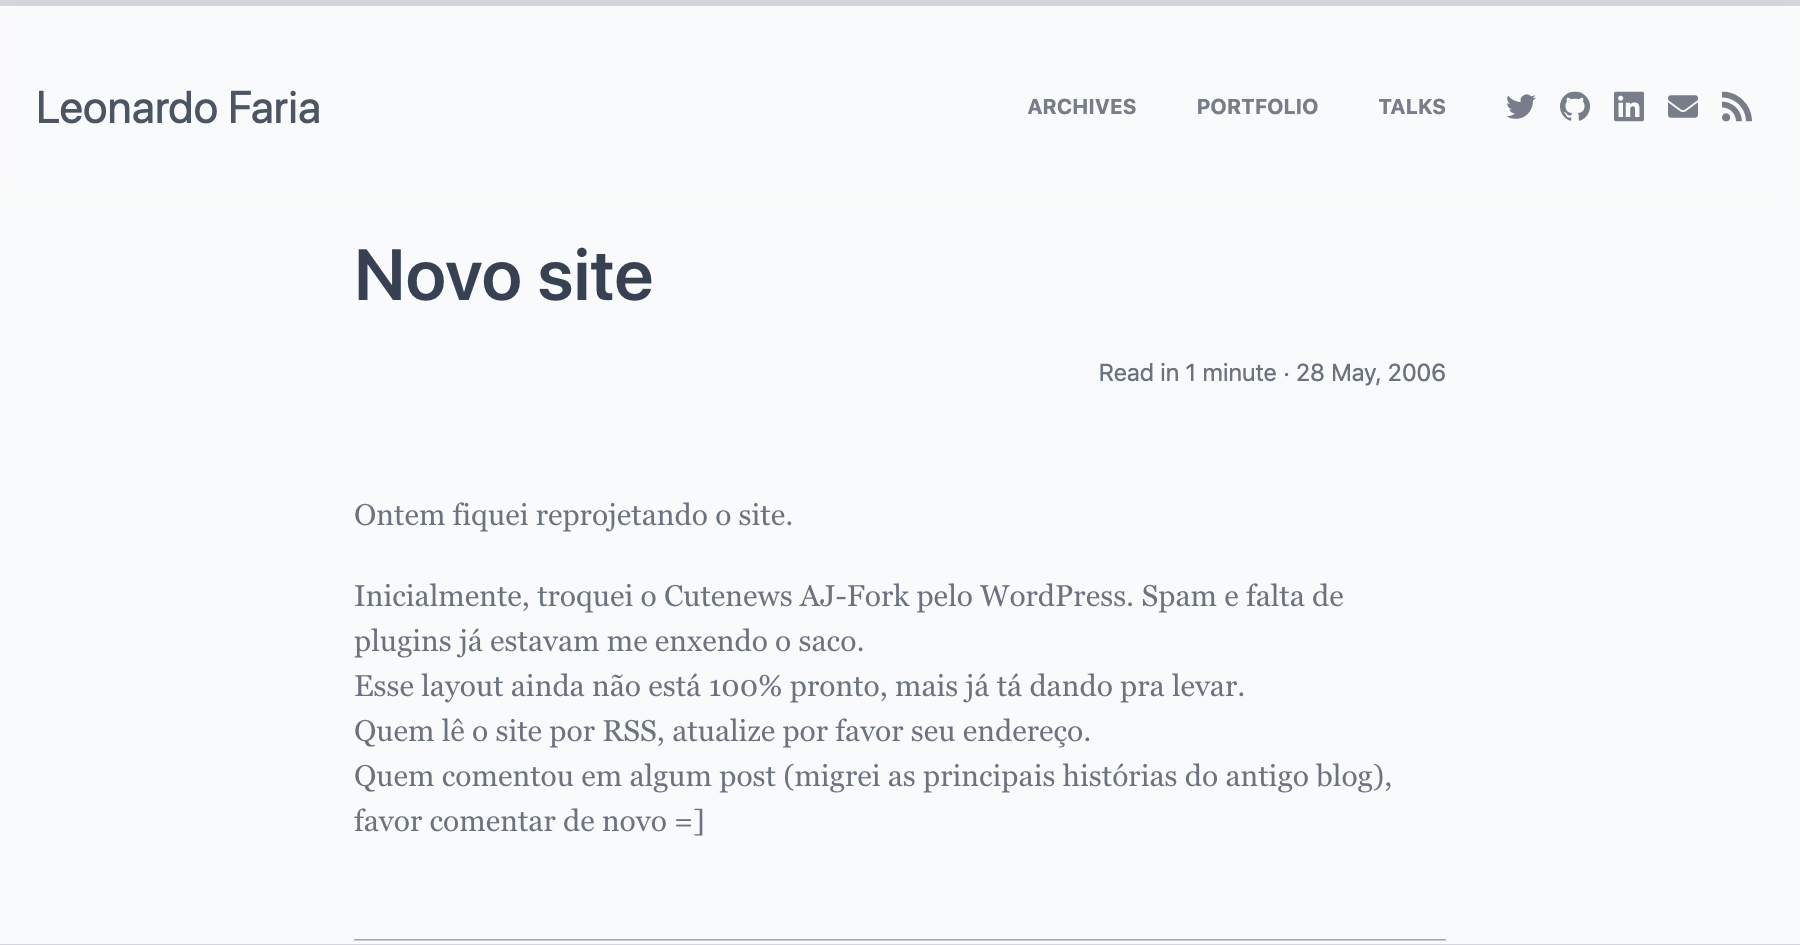 Leonardo Faria
ARCHIVES PORTFOLIO TALKS
Novo site
Read in 1 minute · 28 May, 2006
Ontem fiquei reprojetando o site.
Inicialmente, troquei o Cutenews AJ-Fork pelo WordPress. Spam e falta de
plugins já estavam me enxendo o saco.
Esse layout ainda não está 100% pronto, mais já tá dando pra levar.
Quem lê o site por RSS, atualize por favor seu endereço.
Quem comentou em algum post (migrei as principais histórias do antigo blog),
favor comentar de novo =]